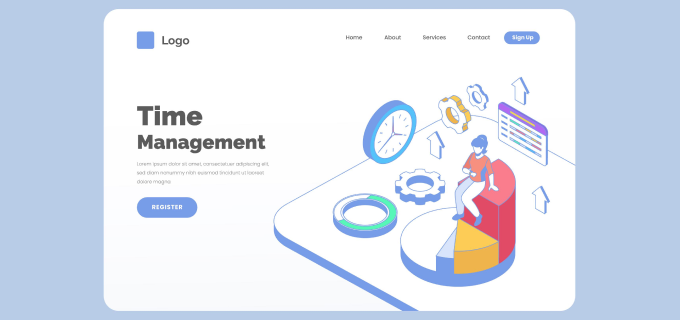 Logo
Home About Services Contact Sign Up
Time
Management
Lorem ipsum dolor sit amet, consectetuer adipiscing elit,
sed diam nonummy nibh euismod tincidunt ut laoreet
dolore magna
REGISTER